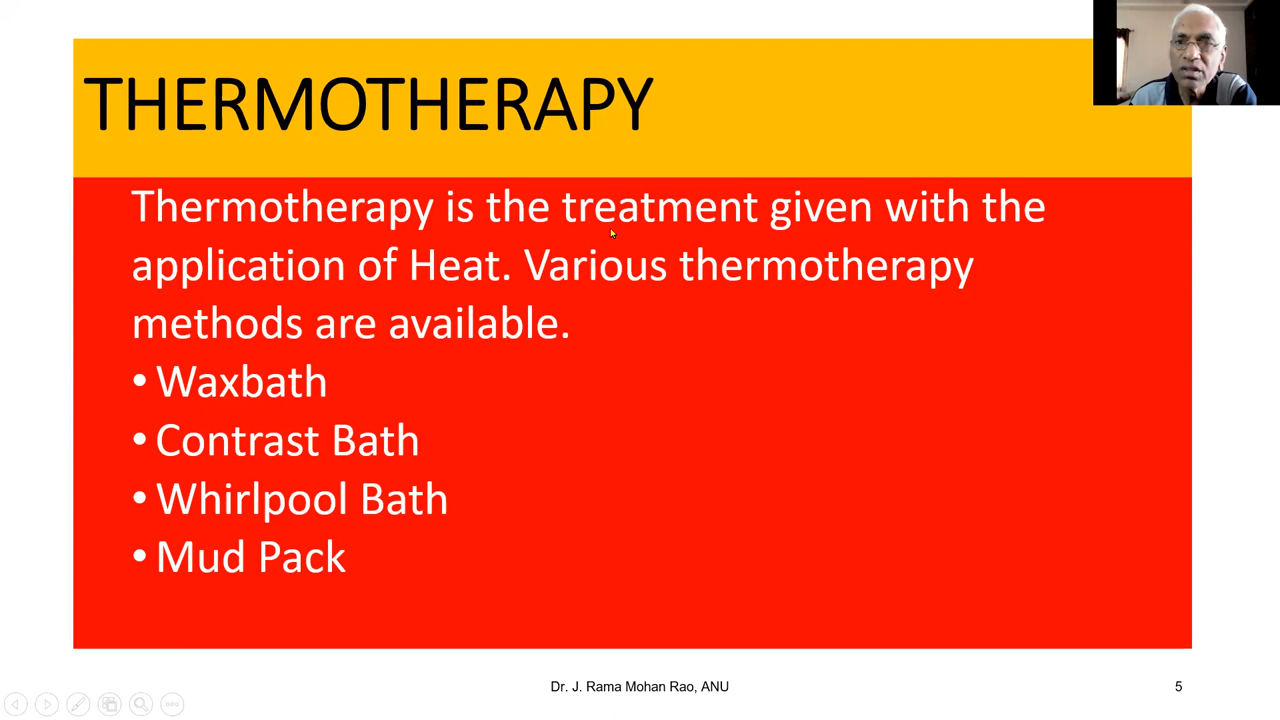 THERMOTHERAPY
Thermotherapy is the treatment given with the
application of Heat. Various thermotherapy
methods are available.
• Waxbath
• Contrast Bath
• Whirlpool Bath
• Mud Pack
Dr. J. Rama Mohan Rao, ANU
5